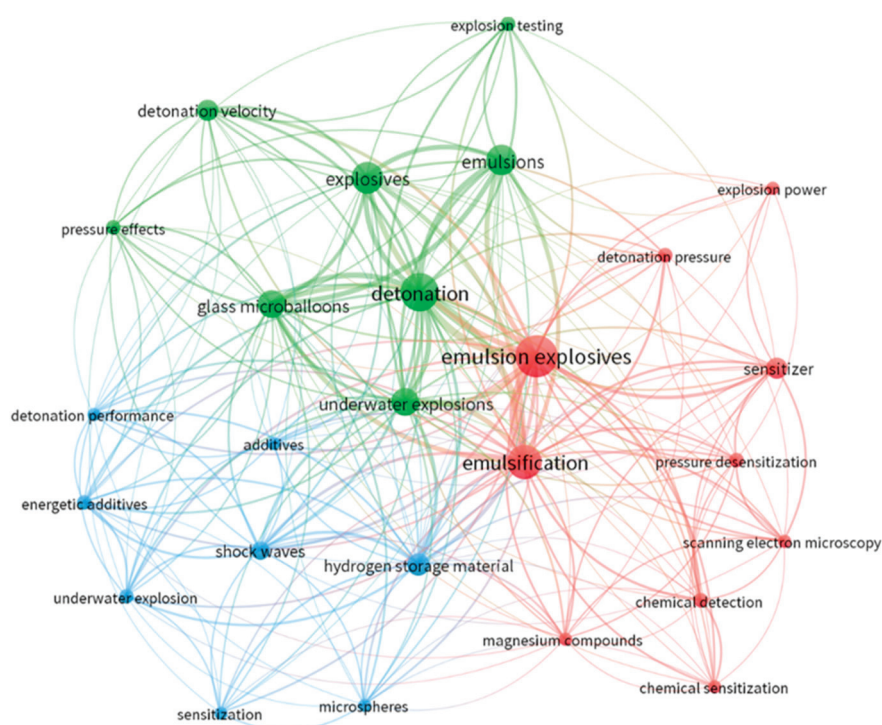 explosion testing
detonation velocity
emulsions
explosives
explosion power
pressure effects
detonation pressure
detonation
glass microballoons
emulsion explosives
sensitizer
underwater explosions
detonation performance
additives
emulsification
pressure desensitization
energetic additives
scanning electron microscopy
shock waves
hydrogen storage material
underwater explosion
chemical detection
magnesium compounds
chemical sensitization
microspheres
sensitization